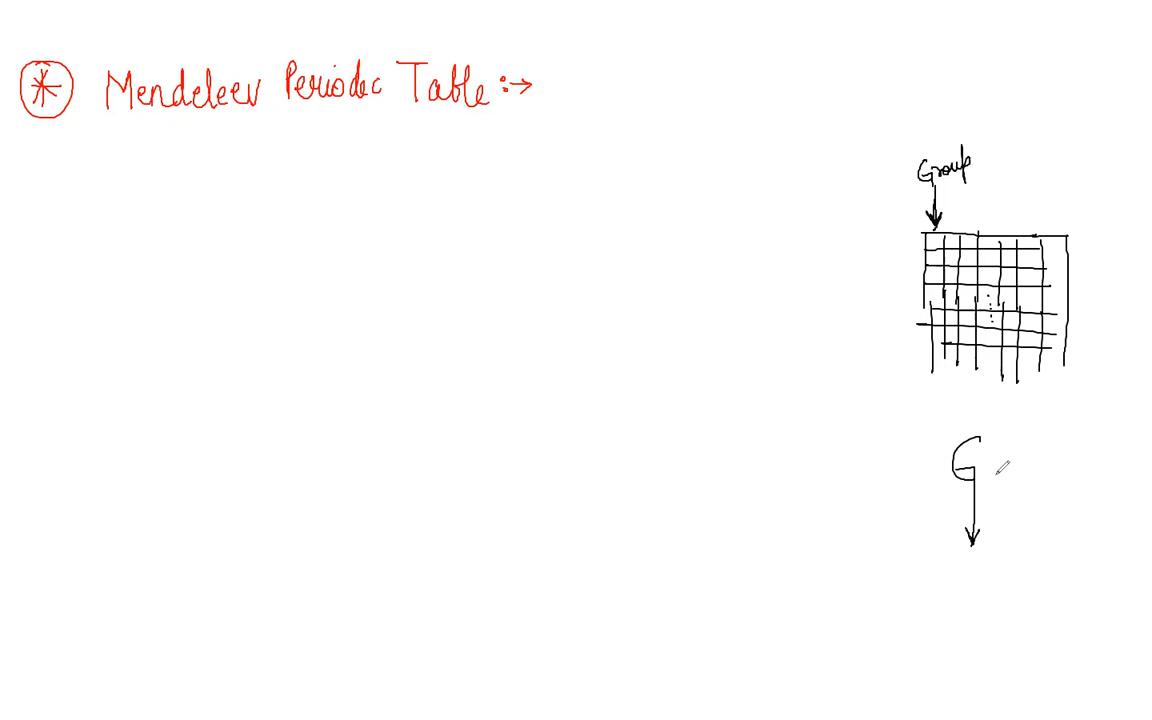 Mendeleev Periodic Table :→
Group
G